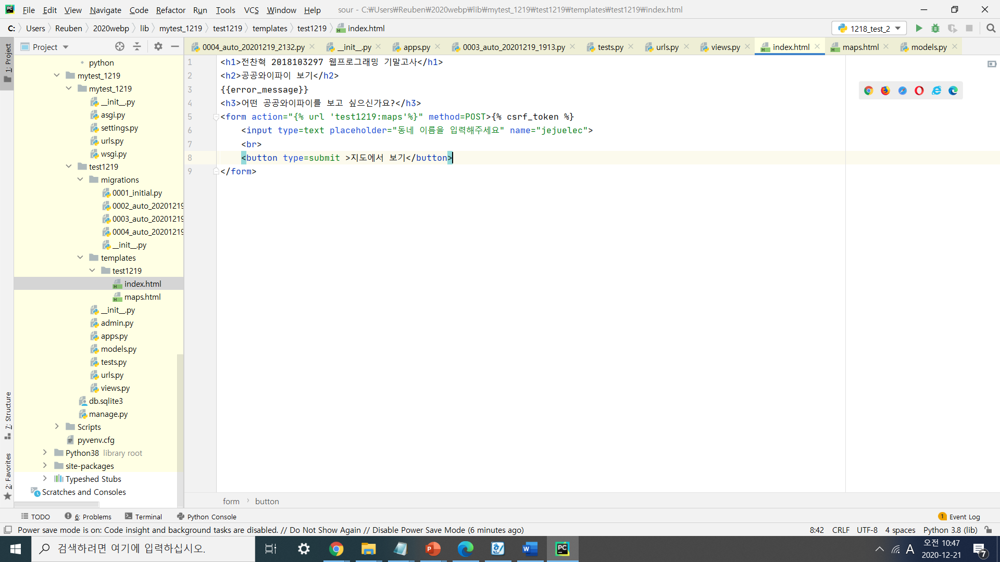 File Edit View Navigate Code Refactor Run Tools VCS Window Help sour - C:₩Users₩Reuben₩2020webp₩lib₩mytest_1219₩test1219₩templates₩test1219₩index.html
C: Users Reuben 2020webp lib mytest_1219 test1219 templates test1219 index.html 1218_test_2
Project
0004_auto_20201219_2132.py __init__.py apps.py 0003_auto_20201219_1913.py tests.py urls.py views.py index.html maps.html models.py
1: Project
7: Structure
2: Favorites
python
mytest_1219
mytest_1219
__init__.py
asgi.py
settings.py
urls.py
wsgi.py
test1219
migrations
0001_initial.py
0002_auto_20201219
0003_auto_20201219
0004_auto_20201219
__init__.py
templates
test1219
index.html
maps.html
__init__.py
admin.py
apps.py
models.py
tests.py
urls.py
views.py
db.sqlite3
manage.py
Scripts
pyvenv.cfg
Python38 library root
site-packages
Typeshed Stubs
Scratches and Consoles
1 <h1>전찬혁 2018103297 웹프로그래밍 기말고사</h1>
2 <h2>공공와이파이 보기</h2>
3 {{error_message}}
4 <h3>어떤 공공와이파이를 보고 싶으신가요?</h3>
5 <form action="{% url 'test1219:maps'%}" method=POST>{% csrf_token %}
6 <input type=text placeholder="동네 이름을 입력해주세요" name="jejuelec">
7 <br>
8 <button type=submit >지도에서 보기</button>
9 </form>
form button
TODO 6: Problems Terminal Python Console 1 Event Log
Power save mode is on: Code insight and background tasks are disabled. // Do Not Show Again // Disable Power Save Mode (6 minutes ago) 8:42 CRLF UTF-8 4 spaces Python 3.8 (lib)
검색하려면 여기에 입력하십시오.
A
오전 10:47
2020-12-21
7